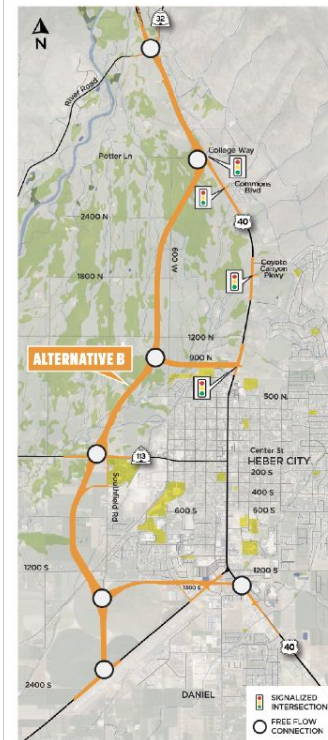 32
N
River Road
Potter Ln
College Way
Commons
Blvd
2400 N
40
600 W
Coyote
Canyon
Pkwy
1800 N
1200 N
900 N
ALTERNATIVE B
500 N
Center St
HEBER CITY
113
200 S
400 S
600 S
600 S
Southfield Rd
1200 S
1200 S
1300 S
40
2400 S
DANIEL
SIGNALIZED
INTERSECTION
FREE FLOW
CONNECTION